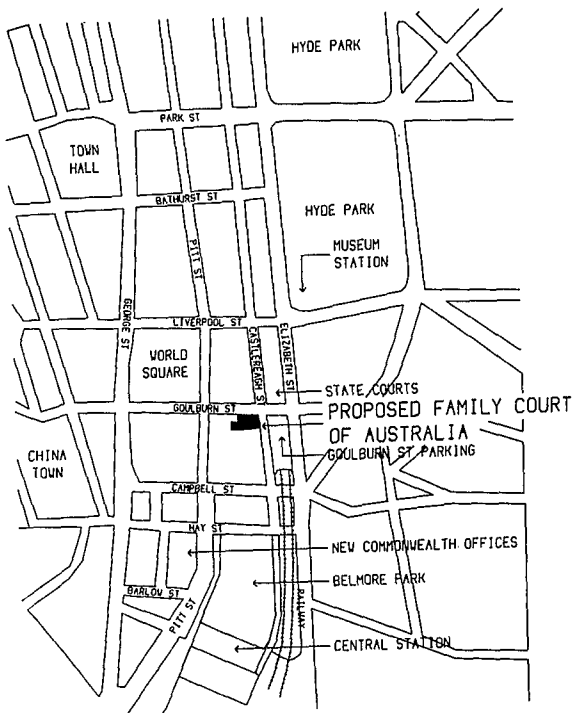 HYDE PARK
PARK ST
TOWN
HALL
BATHURST ST
HYDE PARK
PITT ST
MUSEUM
STATION
GEORGE ST
LIVERPOOL ST
CASTLEREAGH ST
ELIZABETH ST
WORLD
SQUARE
STATE COURTS
GOULBURN ST
PROPOSED FAMILY COURT
OF AUSTRALIA
GOULBURN ST PARKING
CHINA
TOWN
CAMPBELL ST
HAY ST
NEW COMMONWEALTH OFFICES
BELMORE PARK
BARLOW ST
PITT ST
RAILWAY
CENTRAL STATION